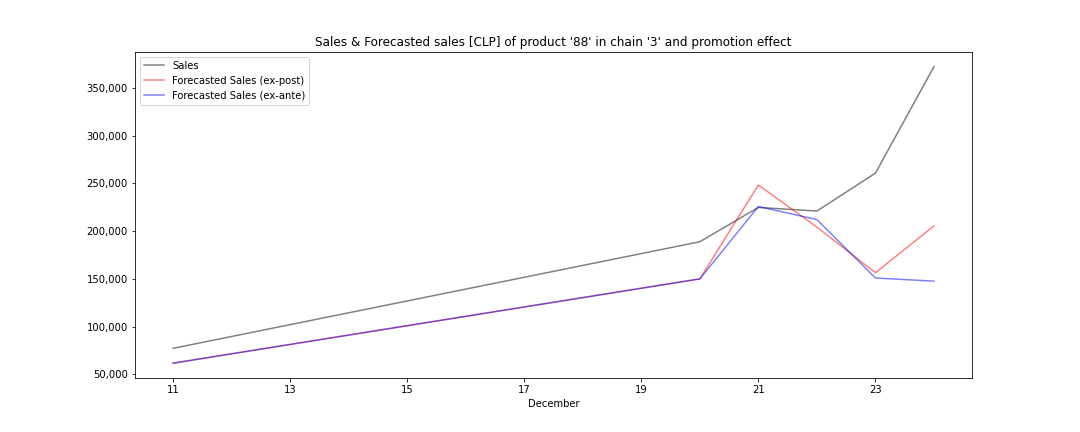 Sales & Forecasted sales [CLP] of product '88' in chain '3' and promotion effect
Sales
Forecasted Sales (ex-post)
Forecasted Sales (ex-ante)
350,000
300,000
250,000
200,000
150,000
100,000
50,000
11 13 15 17 19 21 23
December